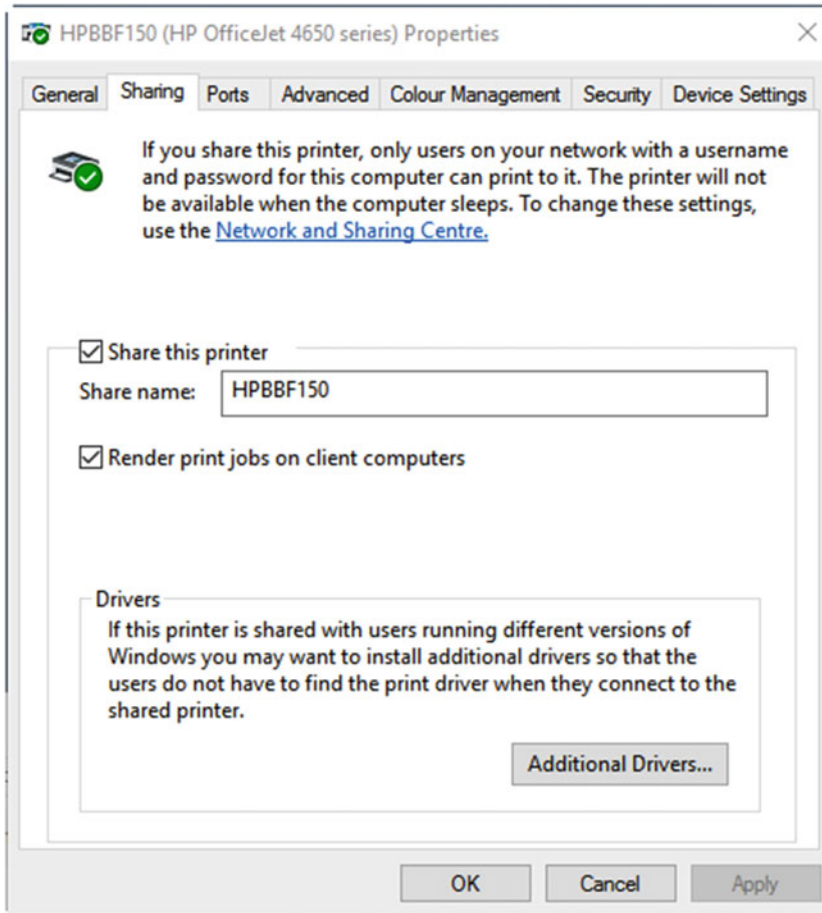 HPBBF150 (HP OfficeJet 4650 series) Properties
General Sharing Ports Advanced Colour Management Security Device Settings
If you share this printer, only users on your network with a username
and password for this computer can print to it. The printer will not
be available when the computer sleeps. To change these settings,
use the Network and Sharing Centre.
Share this printer
Share name: HPBBF150
Render print jobs on client computers
Drivers
If this printer is shared with users running different versions of
Windows you may want to install additional drivers so that the
users do not have to find the print driver when they connect to the
shared printer.
Additional Drivers...
OK Cancel Apply